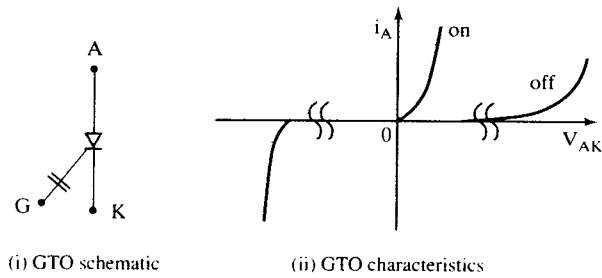 A
G
K
(i) GTO schematic
i_A
on
off
0
V_AK
(ii) GTO characteristics